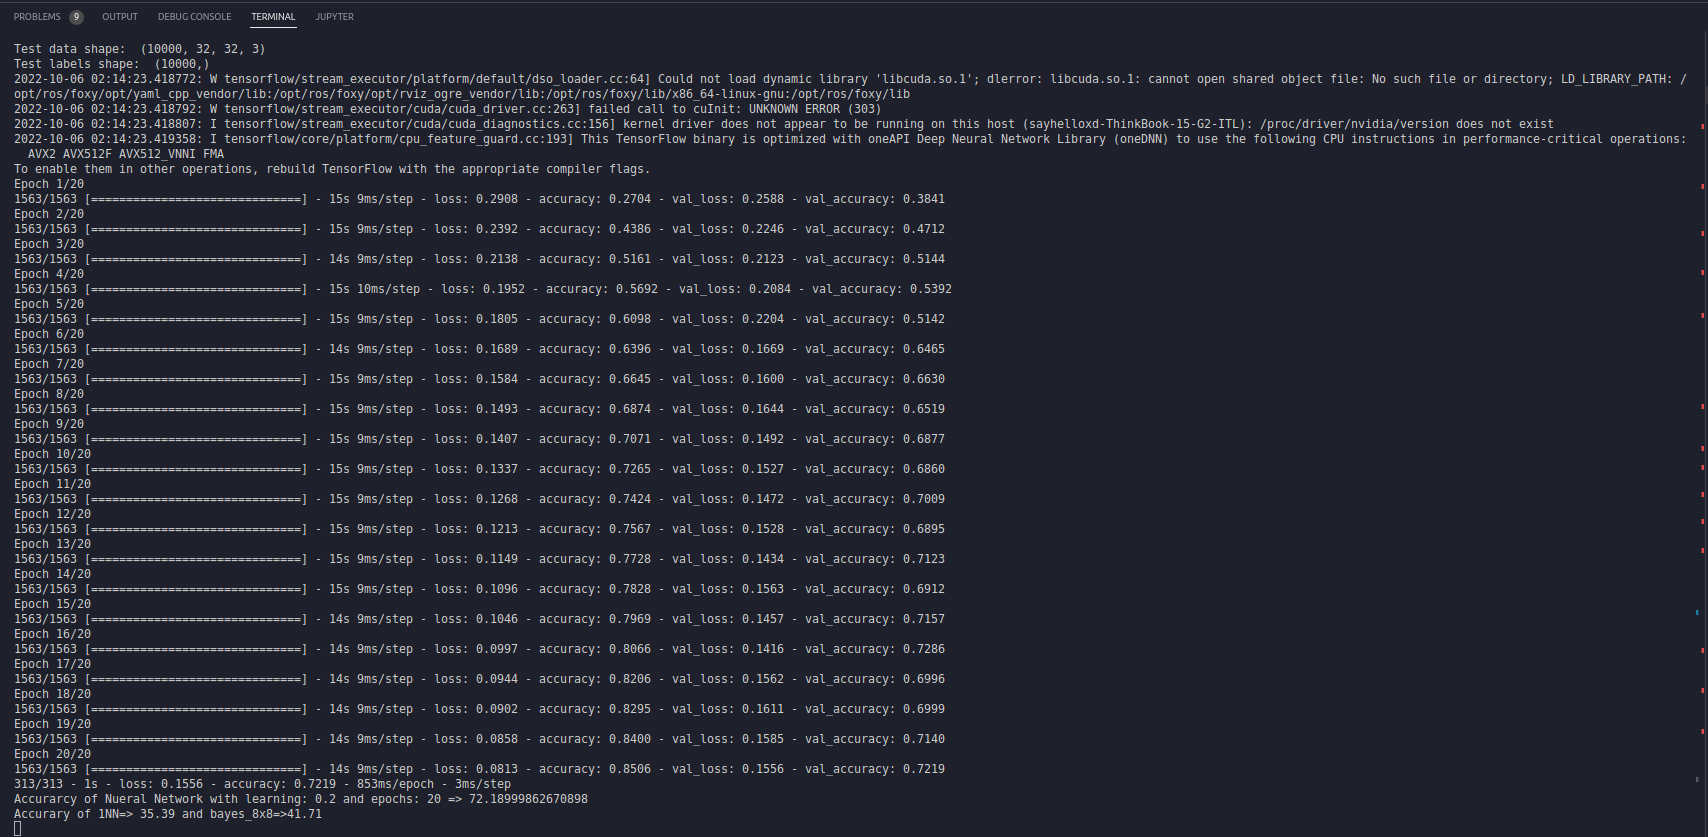 PROBLEMS 9 OUTPUT DEBUG CONSOLE TERMINAL JUPYTER
Test data shape:  (10000, 32, 32, 3)
Test labels shape:  (10000,)
2022-10-06 02:14:23.418772: W tensorflow/stream_executor/platform/default/dso_loader.cc:64] Could not load dynamic library 'libcuda.so.1'; dlerror: libcuda.so.1: cannot open shared object file: No such file or directory; LD_LIBRARY_PATH: /
opt/ros/foxy/opt/yaml_cpp_vendor/lib:/opt/ros/foxy/opt/rviz_ogre_vendor/lib:/opt/ros/foxy/lib/x86_64-linux-gnu:/opt/ros/foxy/lib
2022-10-06 02:14:23.418792: W tensorflow/stream_executor/cuda/cuda_driver.cc:263] failed call to cuInit: UNKNOWN ERROR (303)
2022-10-06 02:14:23.418807: I tensorflow/stream_executor/cuda/cuda_diagnostics.cc:156] kernel driver does not appear to be running on this host (sayhelloxd-ThinkBook-15-G2-ITL): /proc/driver/nvidia/version does not exist
2022-10-06 02:14:23.419358: I tensorflow/core/platform/cpu_feature_guard.cc:193] This TensorFlow binary is optimized with oneAPI Deep Neural Network Library (oneDNN) to use the following CPU instructions in performance-critical operations:
  AVX2 AVX512F AVX512_VNNI FMA
To enable them in other operations, rebuild TensorFlow with the appropriate compiler flags.
Epoch 1/20
1563/1563 [==============================] - 15s 9ms/step - loss: 0.2908 - accuracy: 0.2704 - val_loss: 0.2588 - val_accuracy: 0.3841
Epoch 2/20
1563/1563 [==============================] - 15s 9ms/step - loss: 0.2392 - accuracy: 0.4386 - val_loss: 0.2246 - val_accuracy: 0.4712
Epoch 3/20
1563/1563 [==============================] - 14s 9ms/step - loss: 0.2138 - accuracy: 0.5161 - val_loss: 0.2123 - val_accuracy: 0.5144
Epoch 4/20
1563/1563 [==============================] - 15s 10ms/step - loss: 0.1952 - accuracy: 0.5692 - val_loss: 0.2084 - val_accuracy: 0.5392
Epoch 5/20
1563/1563 [==============================] - 15s 9ms/step - loss: 0.1805 - accuracy: 0.6098 - val_loss: 0.2204 - val_accuracy: 0.5142
Epoch 6/20
1563/1563 [==============================] - 14s 9ms/step - loss: 0.1689 - accuracy: 0.6396 - val_loss: 0.1669 - val_accuracy: 0.6465
Epoch 7/20
1563/1563 [==============================] - 15s 9ms/step - loss: 0.1584 - accuracy: 0.6645 - val_loss: 0.1600 - val_accuracy: 0.6630
Epoch 8/20
1563/1563 [==============================] - 15s 9ms/step - loss: 0.1493 - accuracy: 0.6874 - val_loss: 0.1644 - val_accuracy: 0.6519
Epoch 9/20
1563/1563 [==============================] - 15s 9ms/step - loss: 0.1407 - accuracy: 0.7071 - val_loss: 0.1492 - val_accuracy: 0.6877
Epoch 10/20
1563/1563 [==============================] - 15s 9ms/step - loss: 0.1337 - accuracy: 0.7265 - val_loss: 0.1527 - val_accuracy: 0.6860
Epoch 11/20
1563/1563 [==============================] - 15s 9ms/step - loss: 0.1268 - accuracy: 0.7424 - val_loss: 0.1472 - val_accuracy: 0.7009
Epoch 12/20
1563/1563 [==============================] - 15s 9ms/step - loss: 0.1213 - accuracy: 0.7567 - val_loss: 0.1528 - val_accuracy: 0.6895
Epoch 13/20
1563/1563 [==============================] - 15s 9ms/step - loss: 0.1149 - accuracy: 0.7728 - val_loss: 0.1434 - val_accuracy: 0.7123
Epoch 14/20
1563/1563 [==============================] - 15s 9ms/step - loss: 0.1096 - accuracy: 0.7828 - val_loss: 0.1563 - val_accuracy: 0.6912
Epoch 15/20
1563/1563 [==============================] - 14s 9ms/step - loss: 0.1046 - accuracy: 0.7969 - val_loss: 0.1457 - val_accuracy: 0.7157
Epoch 16/20
1563/1563 [==============================] - 14s 9ms/step - loss: 0.0997 - accuracy: 0.8066 - val_loss: 0.1416 - val_accuracy: 0.7286
Epoch 17/20
1563/1563 [==============================] - 14s 9ms/step - loss: 0.0944 - accuracy: 0.8206 - val_loss: 0.1562 - val_accuracy: 0.6996
Epoch 18/20
1563/1563 [==============================] - 14s 9ms/step - loss: 0.0902 - accuracy: 0.8295 - val_loss: 0.1611 - val_accuracy: 0.6999
Epoch 19/20
1563/1563 [==============================] - 14s 9ms/step - loss: 0.0858 - accuracy: 0.8400 - val_loss: 0.1585 - val_accuracy: 0.7140
Epoch 20/20
1563/1563 [==============================] - 14s 9ms/step - loss: 0.0813 - accuracy: 0.8506 - val_loss: 0.1556 - val_accuracy: 0.7219
313/313 - 1s - loss: 0.1556 - accuracy: 0.7219 - 853ms/epoch - 3ms/step
Accurarcy of Nueral Network with learning: 0.2 and epochs: 20 => 72.18999862670898
Accurary of 1NN=> 35.39 and bayes_8x8=>41.71